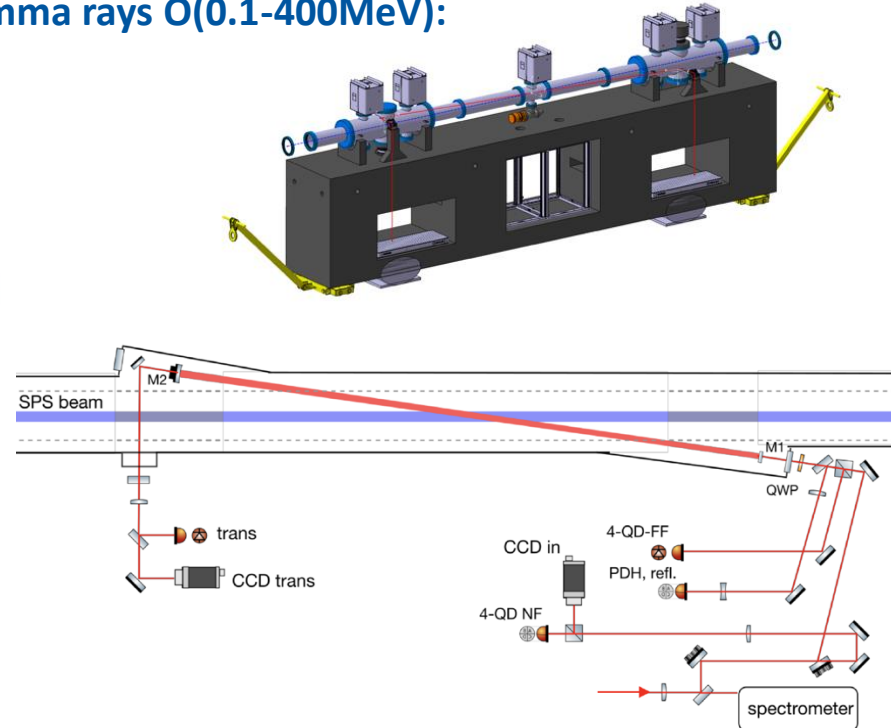 mma rays O(0.1-400MeV):
M2
SPS beam
M1
QWP
trans
CCD trans
4-QD-FF
CCD in
PDH, refl.
4-QD NF
spectrometer